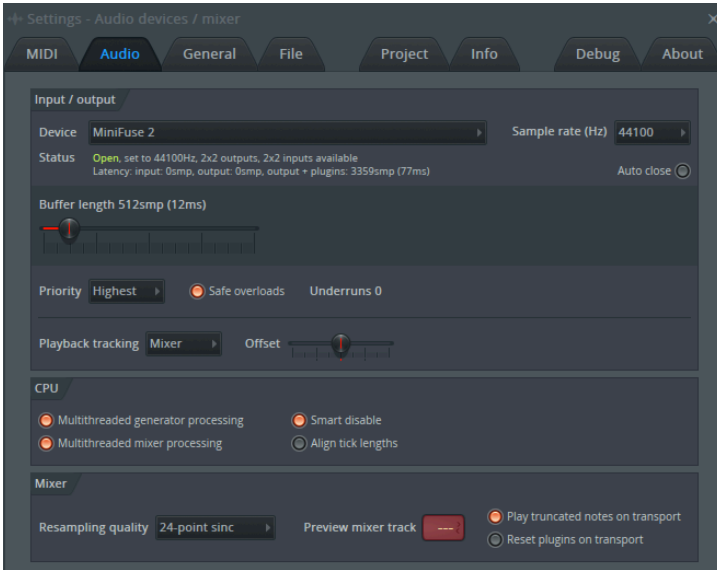 Settings - Audio devices / mixer
MIDI Audio General File Project Info Debug About
Input / output
Device MiniFuse 2 Sample rate (Hz) 44100
Status Open, set to 44100Hz, 2x2 outputs, 2x2 inputs available
Latency: input: 0smp, output: 0smp, output + plugins: 3359smp (77ms)
Auto close
Buffer length 512smp (12ms)
Priority Highest Safe overloads Underruns 0
Playback tracking Mixer Offset
CPU
Multithreaded generator processing Smart disable
Multithreaded mixer processing Align tick lengths
Mixer
Play truncated notes on transport
Resampling quality 24-point sinc Preview mixer track ---
Reset plugins on transport